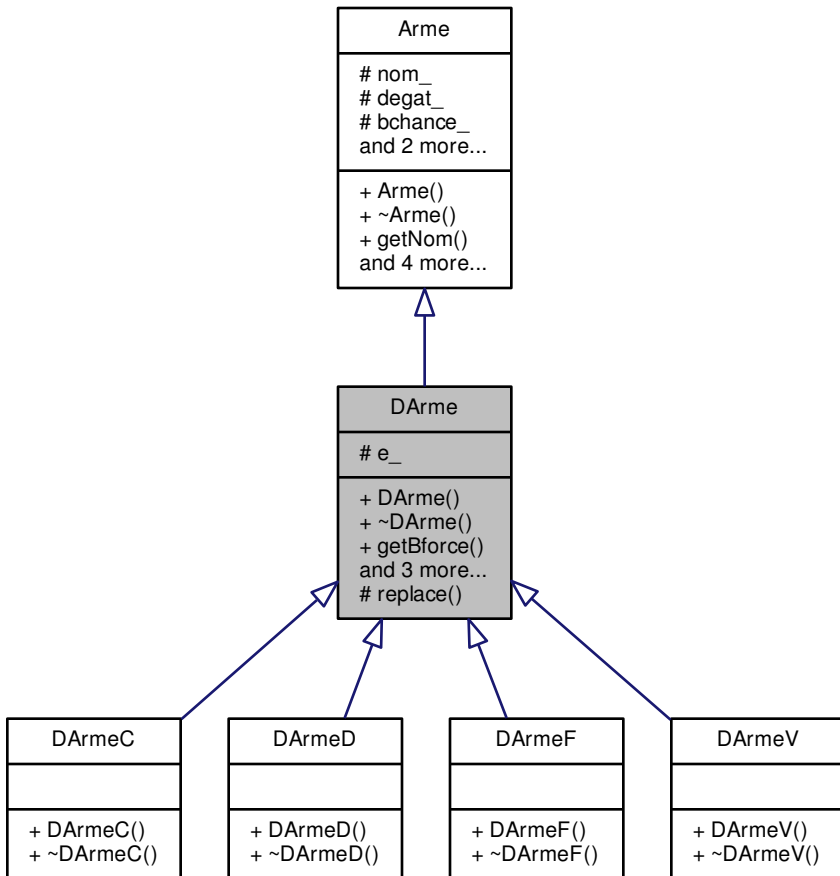 Arme
# nom_
# degat_
# bchance_
and 2 more...
+ Arme()
+ ~Arme()
+ getNom()
and 4 more...
DArme
# e_
+ DArme()
+ ~DArme()
+ getBforce()
and 3 more...
# replace()
DArmeC
+ DArmeC()
+ ~DArmeC()
DArmeD
+ DArmeD()
+ ~DArmeD()
DArmeF
+ DArmeF()
+ ~DArmeF()
DArmeV
+ DArmeV()
+ ~DArmeV()